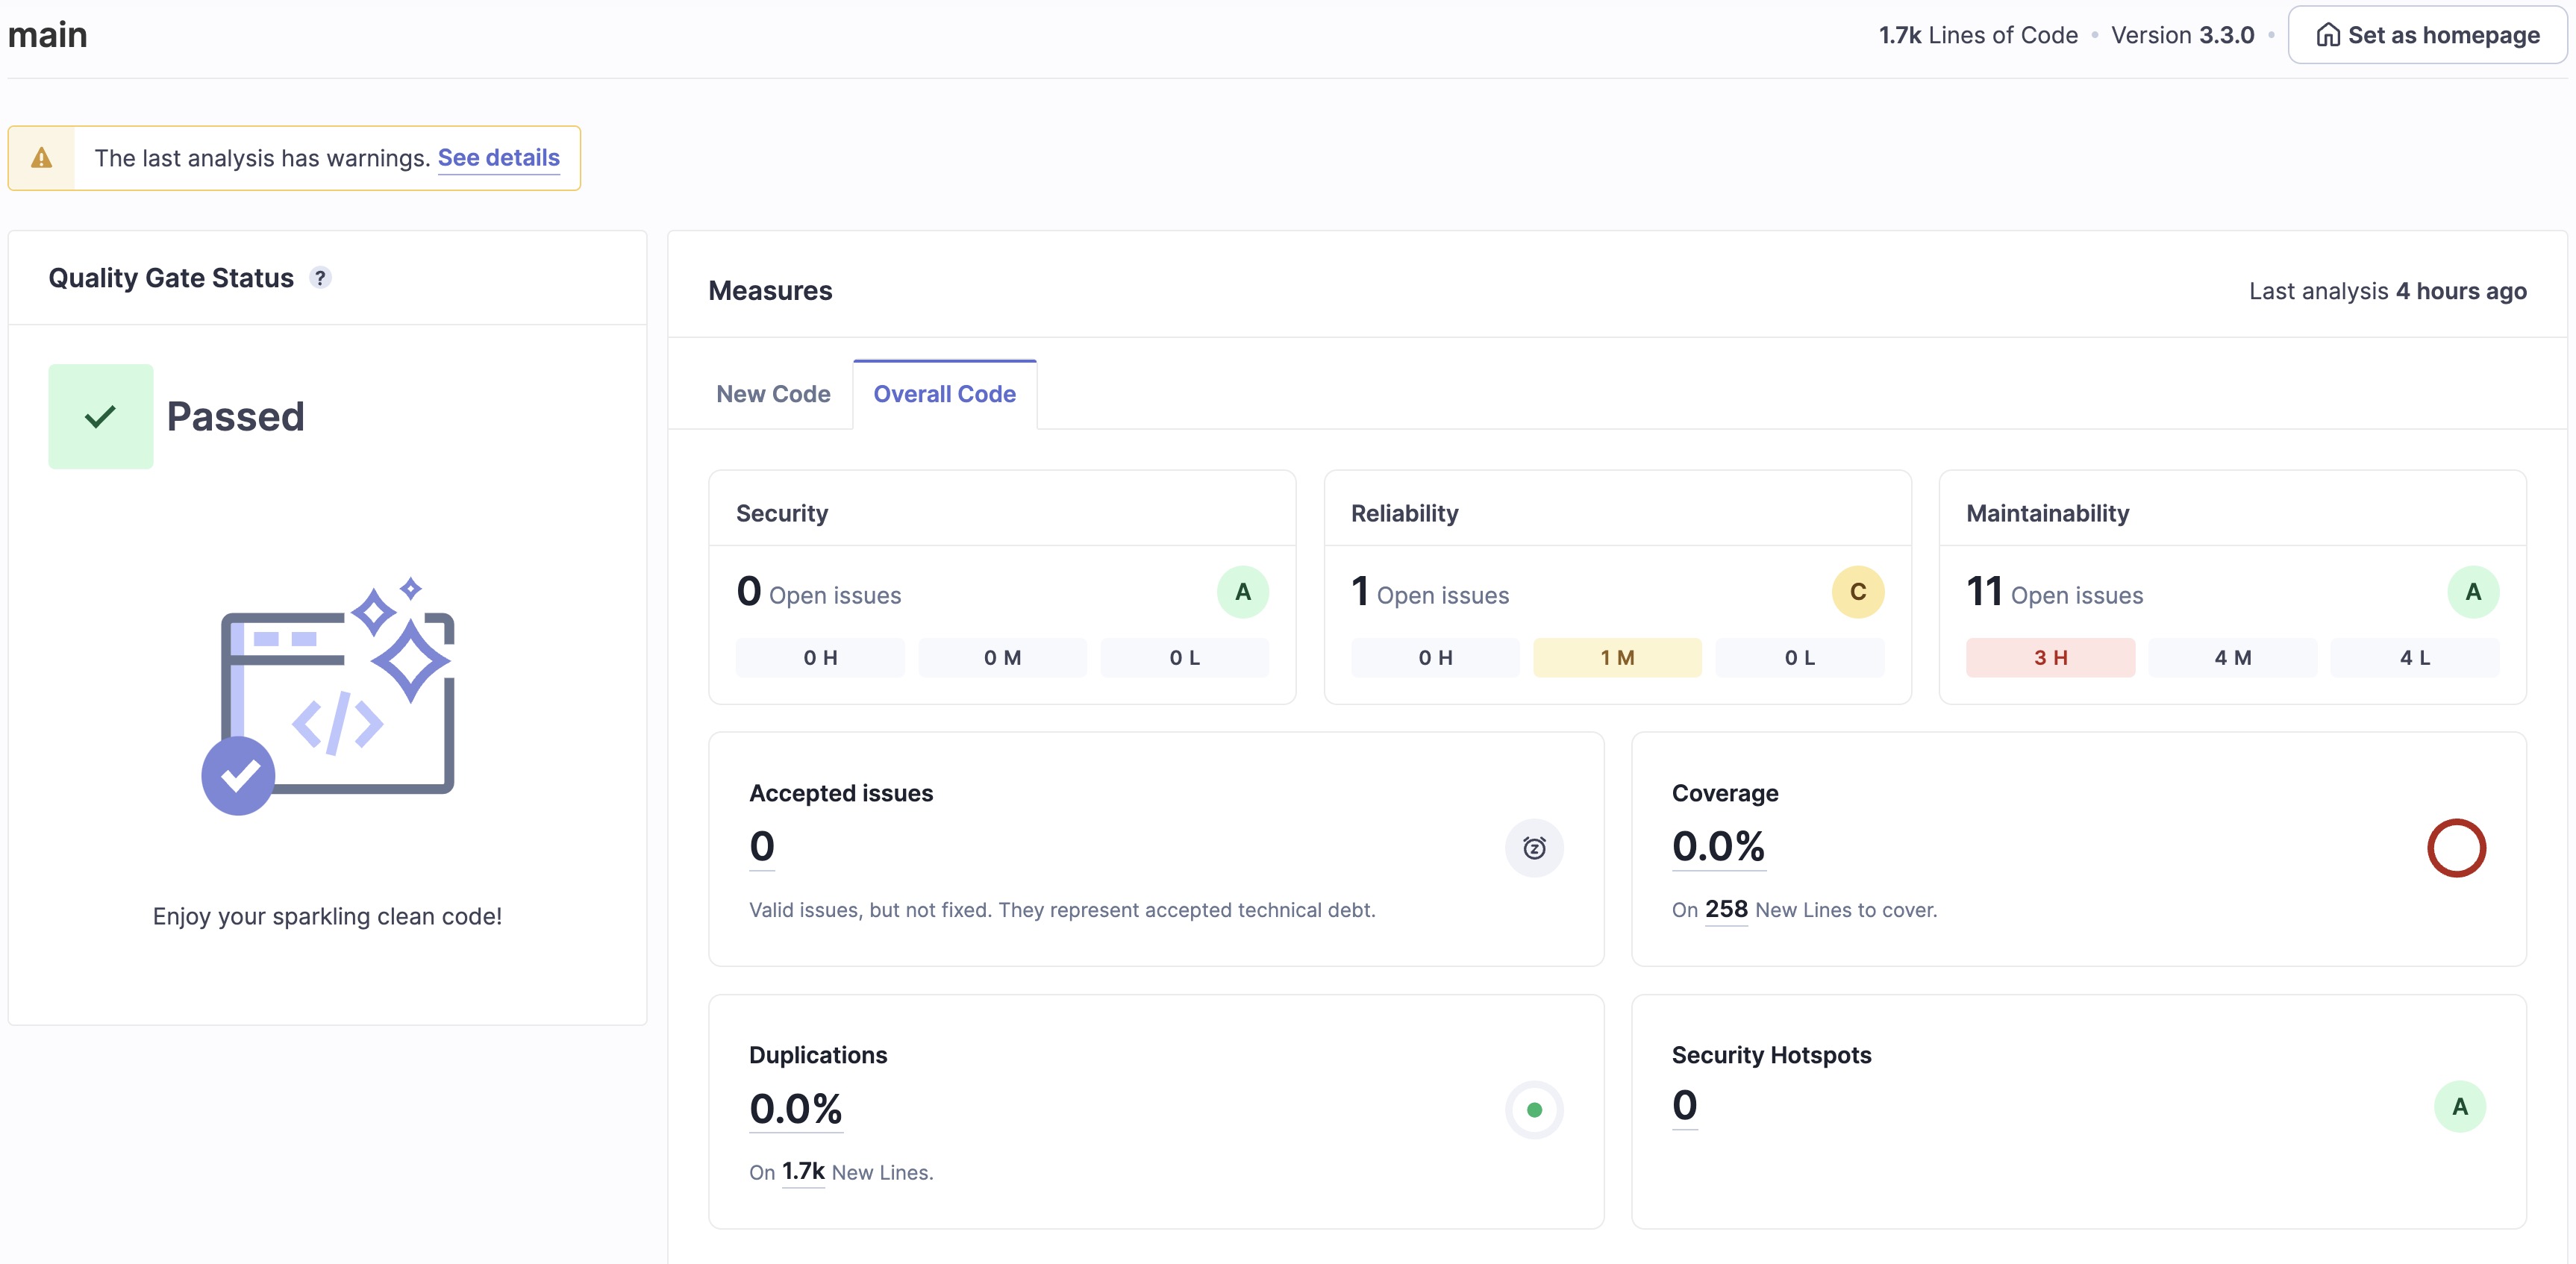 main
1.7k Lines of Code • Version 3.3.0 • Set as homepage
The last analysis has warnings. See details
Quality Gate Status ?
Passed
Enjoy your sparkling clean code!
Measures
Last analysis 4 hours ago
New Code
Overall Code
Security
0 Open issues
A
0 H
0 M
0 L
Reliability
1 Open issues
C
0 H
1 M
0 L
Maintainability
11 Open issues
A
3 H
4 M
4 L
Accepted issues
0
Valid issues, but not fixed. They represent accepted technical debt.
Coverage
0.0%
On 258 New Lines to cover.
Duplications
0.0%
On 1.7k New Lines.
Security Hotspots
0
A